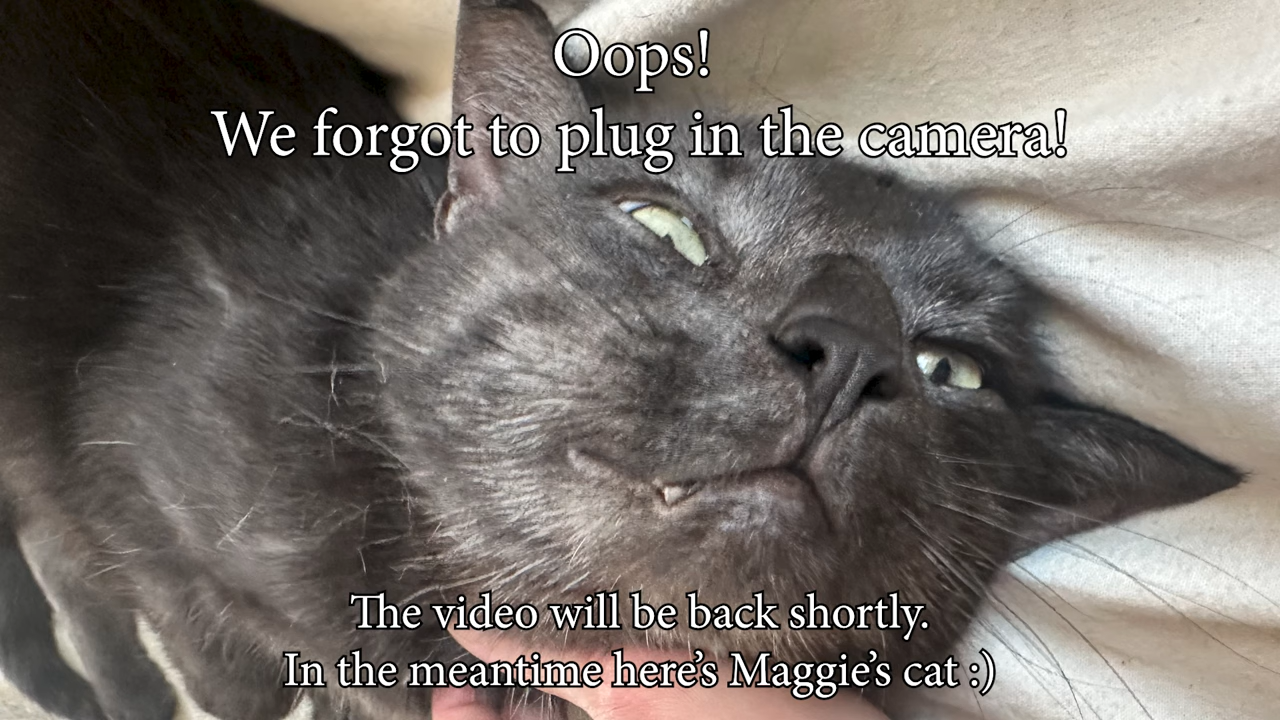 Oops!
We forgot to plug in the camera!
The video will be back shortly.
In the meantime here’s Maggie’s cat :)